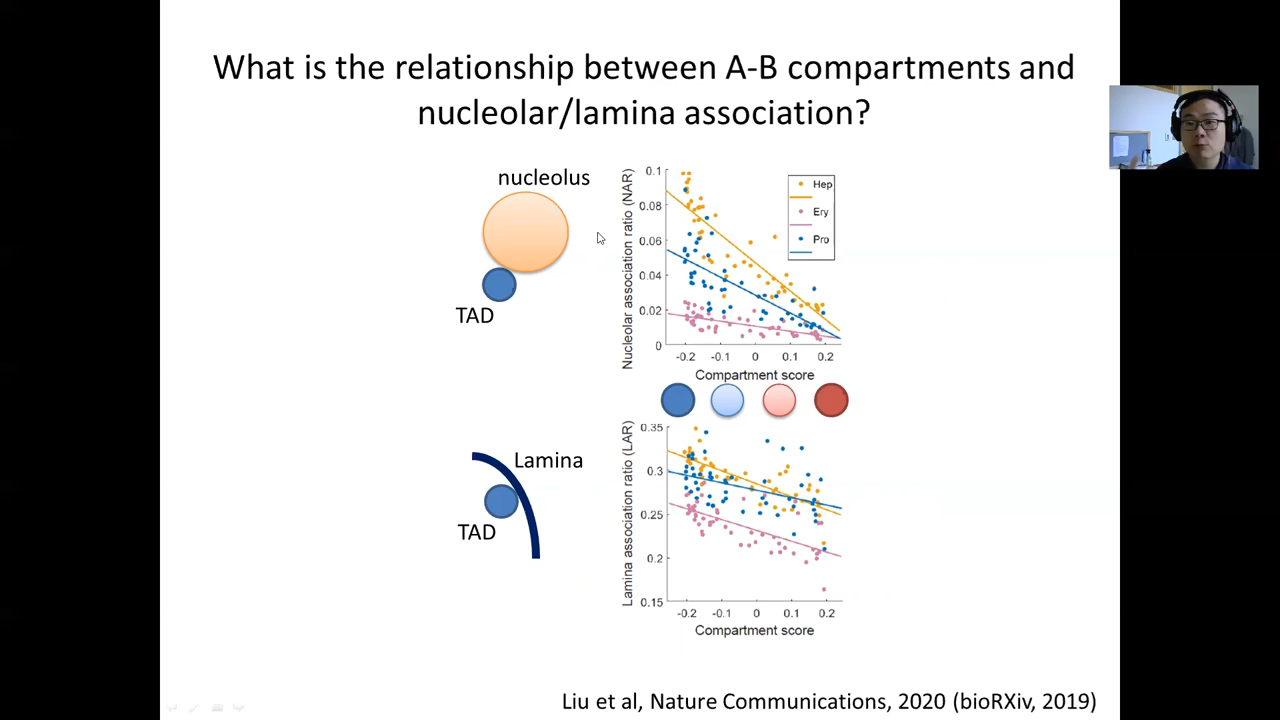 What is the relationship between A-B compartments and
nucleolar/lamina association?
nucleolus
TAD
Nucleolar association ratio (NAR)
0.1
0.08
0.06
0.04
0.02
0
-0.2 -0.1 0 0.1 0.2
Compartment score
Hep
Ery
Pro
Lamina
TAD
Lamina association ratio (LAR)
0.35
0.3
0.25
0.2
0.15
-0.2 -0.1 0 0.1 0.2
Compartment score
Liu et al, Nature Communications, 2020 (bioRXiv, 2019)